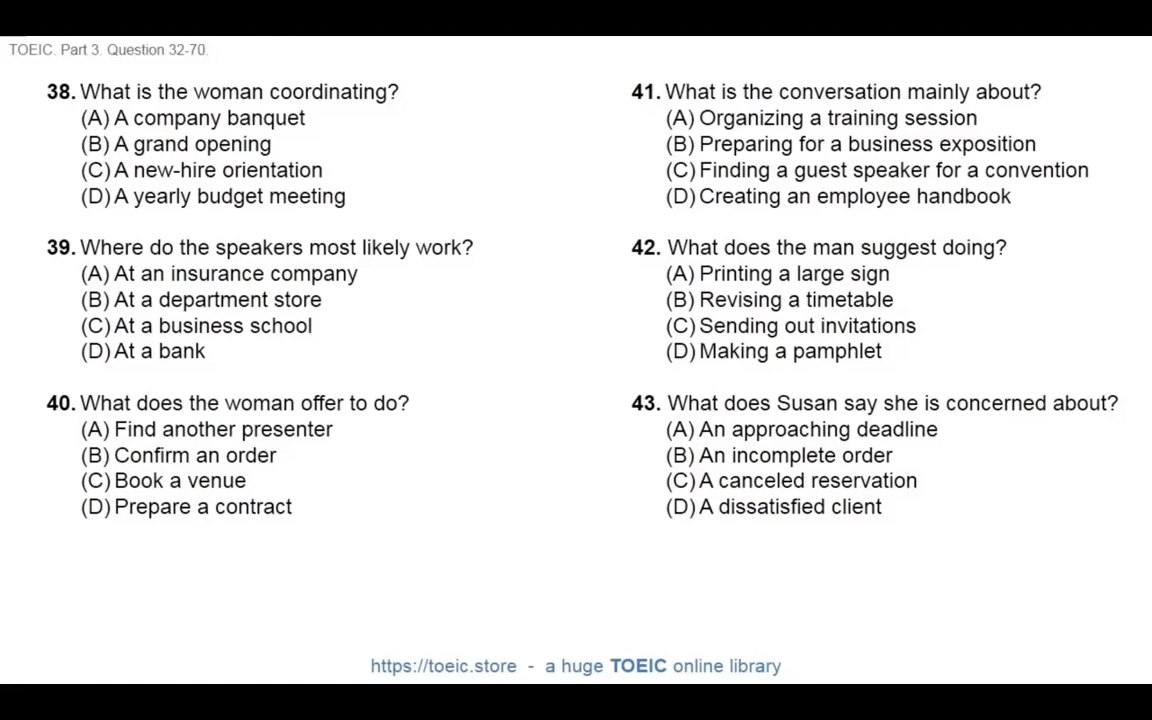 TOEIC. Part 3. Question 32-70.
38. What is the woman coordinating?
(A) A company banquet
(B) A grand opening
(C) A new-hire orientation
(D) A yearly budget meeting
39. Where do the speakers most likely work?
(A) At an insurance company
(B) At a department store
(C) At a business school
(D) At a bank
40. What does the woman offer to do?
(A) Find another presenter
(B) Confirm an order
(C) Book a venue
(D) Prepare a contract
41. What is the conversation mainly about?
(A) Organizing a training session
(B) Preparing for a business exposition
(C) Finding a guest speaker for a convention
(D) Creating an employee handbook
42. What does the man suggest doing?
(A) Printing a large sign
(B) Revising a timetable
(C) Sending out invitations
(D) Making a pamphlet
43. What does Susan say she is concerned about?
(A) An approaching deadline
(B) An incomplete order
(C) A canceled reservation
(D) A dissatisfied client
https://toeic.store - a huge TOEIC online library